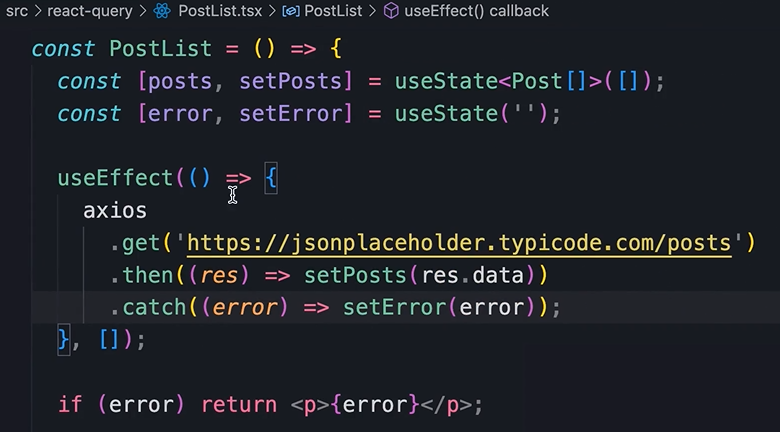 src > react-query > PostList.tsx > PostList > useEffect() callback
const PostList = () => {
const [posts, setPosts] = useState<Post[]>([]);
const [error, setError] = useState('');
useEffect(() => {
axios
.get('https://jsonplaceholder.typicode.com/posts')
.then((res) => setPosts(res.data))
.catch((error) => setError(error));
}, []);
if (error) return <p>{error}</p>;